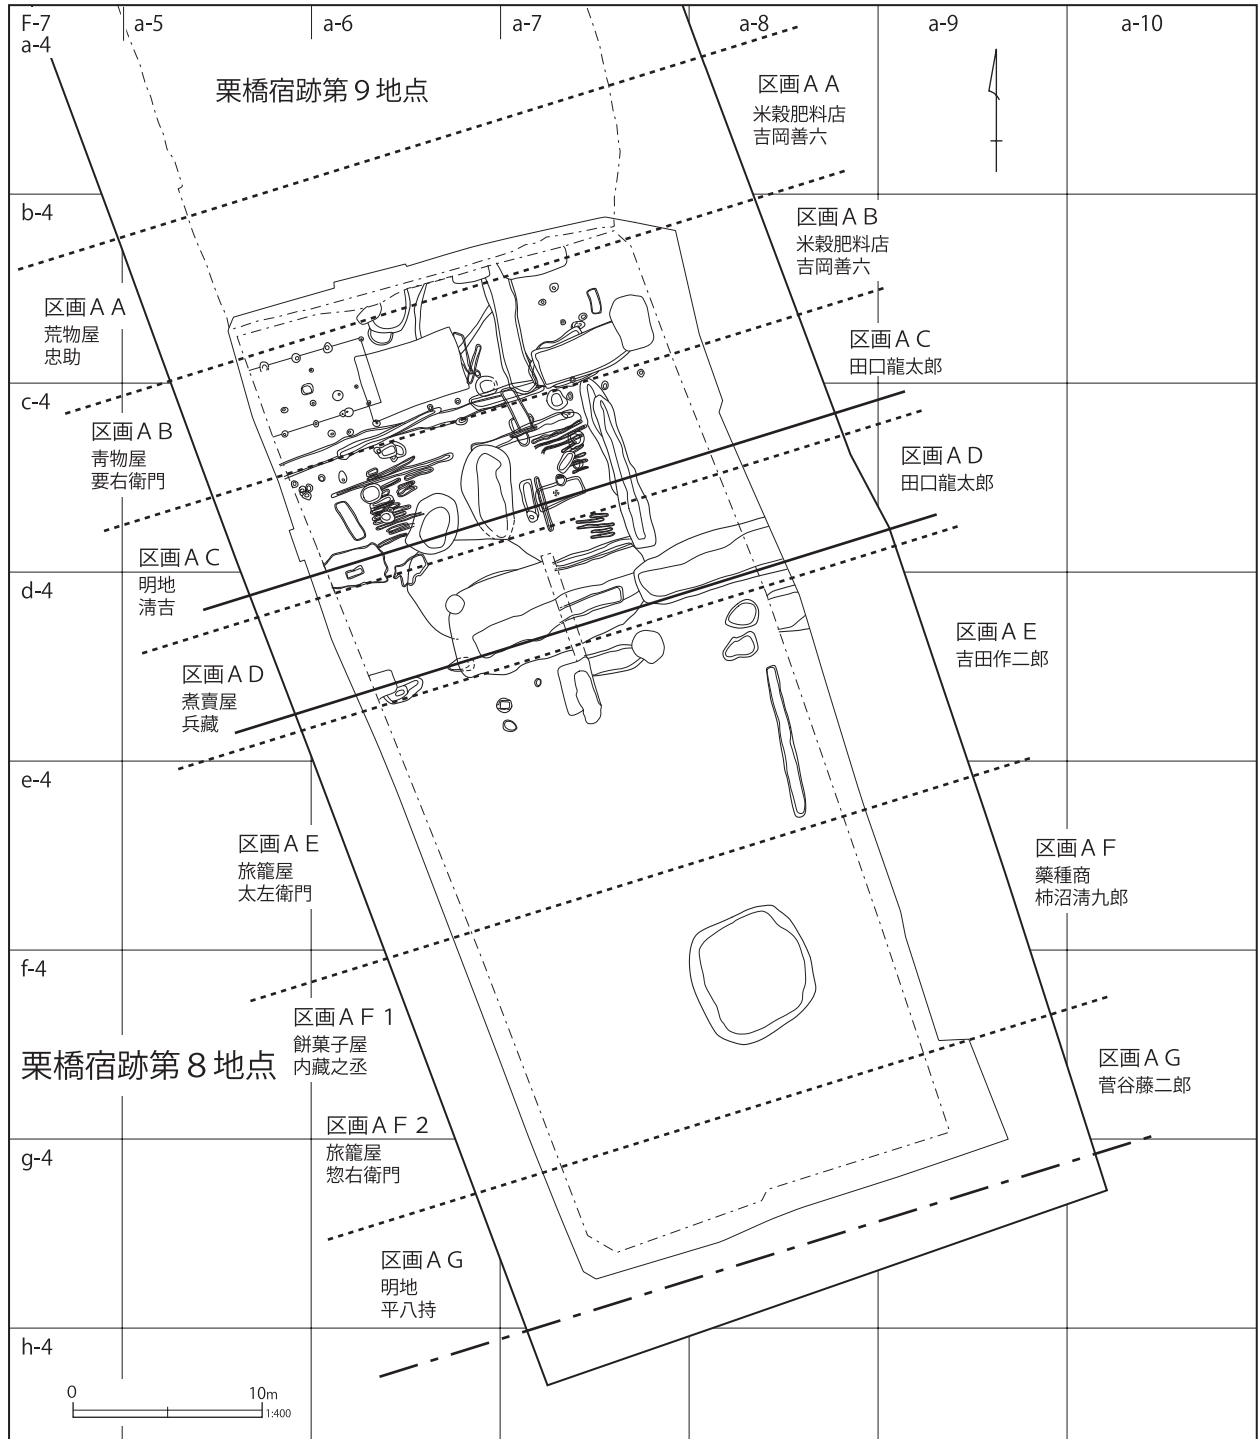 F-7
a-4
a-5
a-6
a-7
a-8
a-9
a-10
栗橋宿跡第９地点
区画ＡＡ
米穀肥料店
吉岡善六
b-4
区画ＡＢ
米穀肥料店
吉岡善六
区画ＡＡ
荒物屋
忠助
区画ＡＣ
田口龍太郎
c-4
区画ＡＢ
靑物屋
要右衛門
区画ＡＤ
田口龍太郎
区画ＡＣ
明地
淸吉
d-4
区画ＡＥ
吉田作二郎
区画ＡＤ
煮賣屋
兵藏
e-4
区画ＡＥ
旅籠屋
太左衛門
区画ＡＦ
藥種商
柿沼淸九郎
f-4
区画ＡＦ１
餅菓子屋
内藏之丞
栗橋宿跡第８地点
区画ＡＧ
菅谷藤二郎
区画ＡＦ２
旅籠屋
惣右衛門
g-4
区画ＡＧ
明地
平八持
h-4
0
10m
1:400